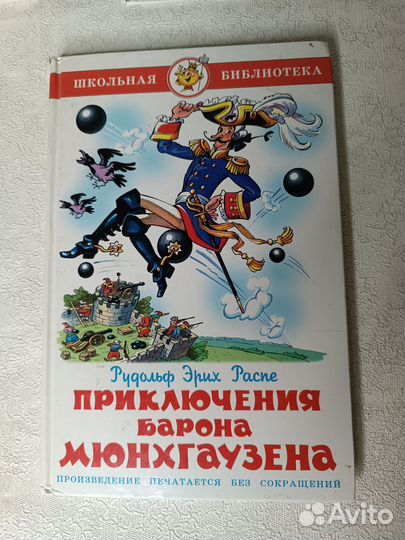 ШКОЛЬНАЯ БИБЛИОТЕКА
Рудольф Эрих Распе
ПРИКЛЮЧЕНИЯ
БАРОНА
МЮНХГАУЗЕНА
ПРОИЗВЕДЕНИЕ ПЕЧАТАЕТСЯ БЕЗ СОКРАЩЕНИЙ
Avito